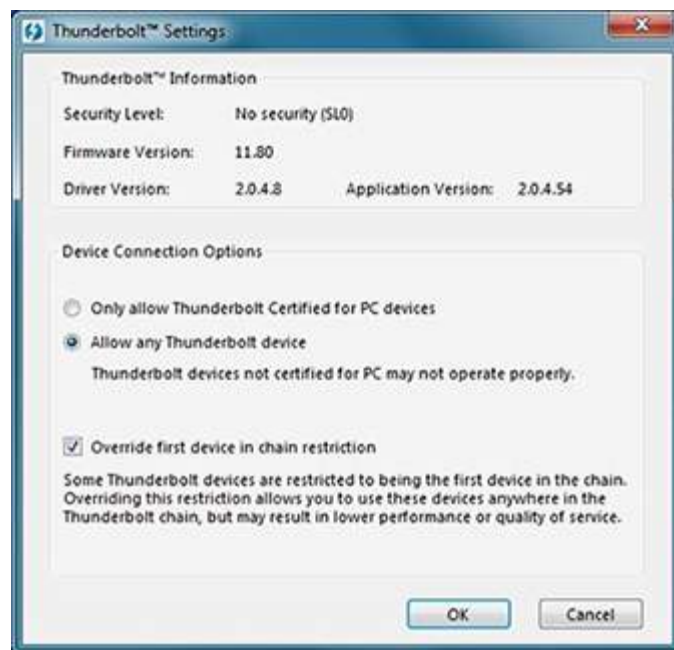 Thunderbolt™ Settings
Thunderbolt™ Information
Security Level: No security (SL0)
Firmware Version: 11.80
Driver Version: 2.0.4.8 Application Version: 2.0.4.54
Device Connection Options
Only allow Thunderbolt Certified for PC devices
Allow any Thunderbolt device
Thunderbolt devices not certified for PC may not operate properly.
Override first device in chain restriction
Some Thunderbolt devices are restricted to being the first device in the chain.
Overriding this restriction allows you to use these devices anywhere in the
Thunderbolt chain, but may result in lower performance or quality of service.
OK Cancel